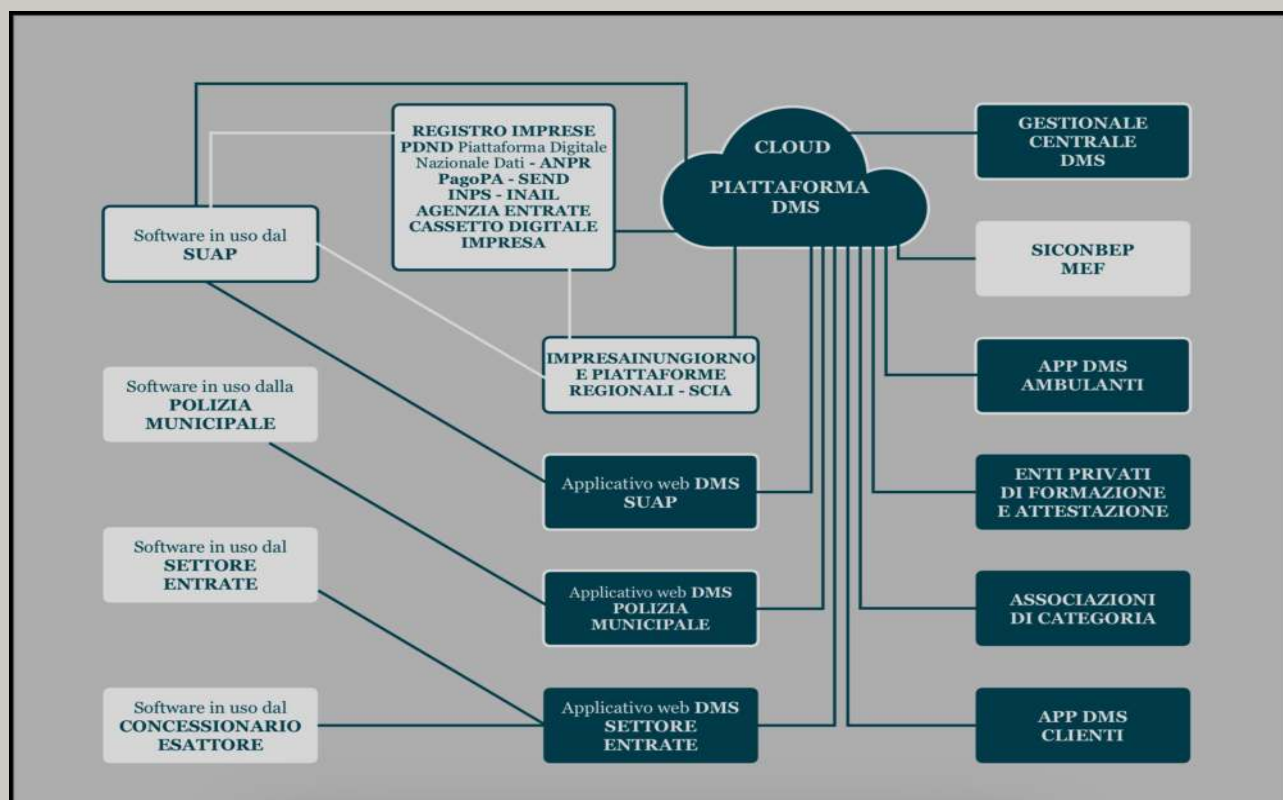 REGISTRO IMPRESE
PDND Piattaforma Digitale
Nazionale Dati - ANPR
PagoPA - SEND
INPS - INAIL
AGENZIA ENTRATE
CASSETTO DIGITALE
IMPRESA
CLOUD
PIATTAFORMA
DMS
GESTIONALE
CENTRALE
DMS
Software in uso dal
SUAP
SICONBEP
MEF
IMPRESAINUNGIORNO
E PIATTAFORME
REGIONALI - SCIA
APP DMS
AMBULANTI
Software in uso dalla
POLIZIA
MUNICIPALE
Applicativo web DMS
SUAP
ENTI PRIVATI
DI FORMAZIONE
E ATTESTAZIONE
Software in uso dal
SETTORE
ENTRATE
Applicativo web DMS
POLIZIA
MUNICIPALE
ASSOCIAZIONI
DI CATEGORIA
Software in uso dal
CONCESSIONARIO
ESATTORE
Applicativo web DMS
SETTORE
ENTRATE
APP DMS
CLIENTI